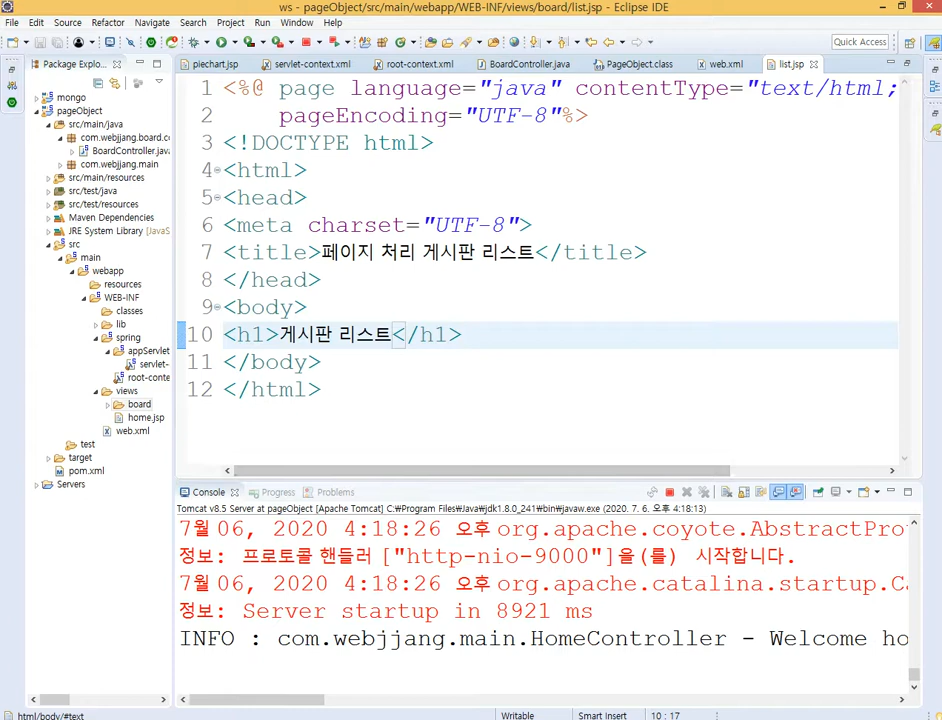 ws - pageObject/src/main/webapp/WEB-INF/views/board/list.jsp - Eclipse IDE
File Edit Source Refactor Navigate Search Project Run Window Help
Quick Access
Package Explo...
piechart.jsp servlet-context.xml root-context.xml BoardController.java PageObject.class web.xml list.jsp
mongo
pageObject
src/main/java
com.webjjang.board.co
BoardController.java
com.webjjang.main
src/main/resources
src/test/java
src/test/resources
Maven Dependencies
JRE System Library [JavaS
src
main
webapp
resources
WEB-INF
classes
lib
spring
appServlet
servlet-
root-conte
views
board
home.jsp
web.xml
test
target
pom.xml
Servers
1 <%@ page language="java" contentType="text/html;
2 pageEncoding="UTF-8"%>
3 <!DOCTYPE html>
4 <html>
5 <head>
6 <meta charset="UTF-8">
7 <title>페이지 처리 게시판 리스트</title>
8 </head>
9 <body>
10 <h1>게시판 리스트</h1>
11 </body>
12 </html>
Console Progress Problems
Tomcat v8.5 Server at pageObject [Apache Tomcat] C:\Program Files\Java\jdk1.8.0_241\bin\javaw.exe (2020. 7. 6. 오후 4:18:13)
7월 06, 2020 4:18:26 오후 org.apache.coyote.AbstractPro
정보: 프로토콜 핸들러 ["http-nio-9000"]을(를) 시작합니다.
7월 06, 2020 4:18:26 오후 org.apache.catalina.startup.Ca
정보: Server startup in 8921 ms
INFO : com.webjjang.main.HomeController - Welcome ho
html/body/#text Writable Smart Insert 10 : 17